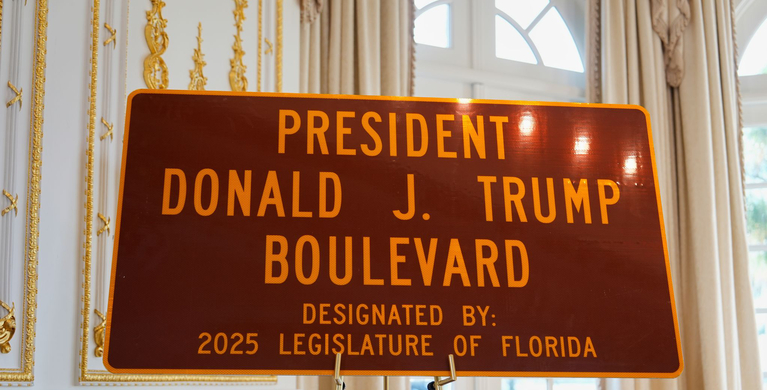 PRESIDENT
DONALD J. TRUMP
BOULEVARD
DESIGNATED BY:
2025 LEGISLATURE OF FLORIDA